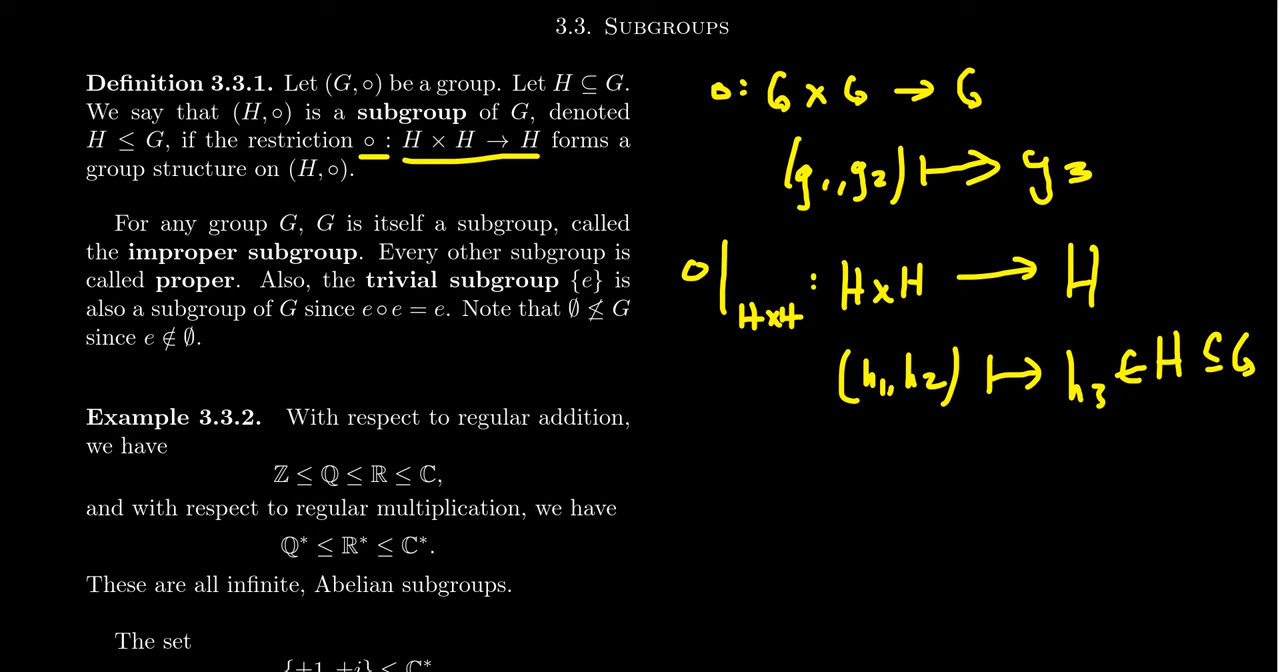 3.3. SUBGROUPS
Definition 3.3.1. Let (G, ∘) be a group. Let H ⊆ G.
We say that (H, ∘) is a subgroup of G, denoted
H ≤ G, if the restriction ∘ : H × H → H forms a
group structure on (H, ∘).
For any group G, G is itself a subgroup, called
the improper subgroup. Every other subgroup is
called proper. Also, the trivial subgroup {e} is
also a subgroup of G since e ∘ e = e. Note that ∅ ≰ G
since e ∉ ∅.
Example 3.3.2. With respect to regular addition,
we have
ℤ ≤ ℚ ≤ ℝ ≤ ℂ,
and with respect to regular multiplication, we have
ℚ* ≤ ℝ* ≤ ℂ*.
These are all infinite, Abelian subgroups.
The set
{±1, ±i} ≤ ℂ*
∘: G × G → G
(g₁, g₂) ↦ g₃
∘|_{H×H} : H×H → H
(h₁, h₂) ↦ h₃ ∈ H ⊆ G